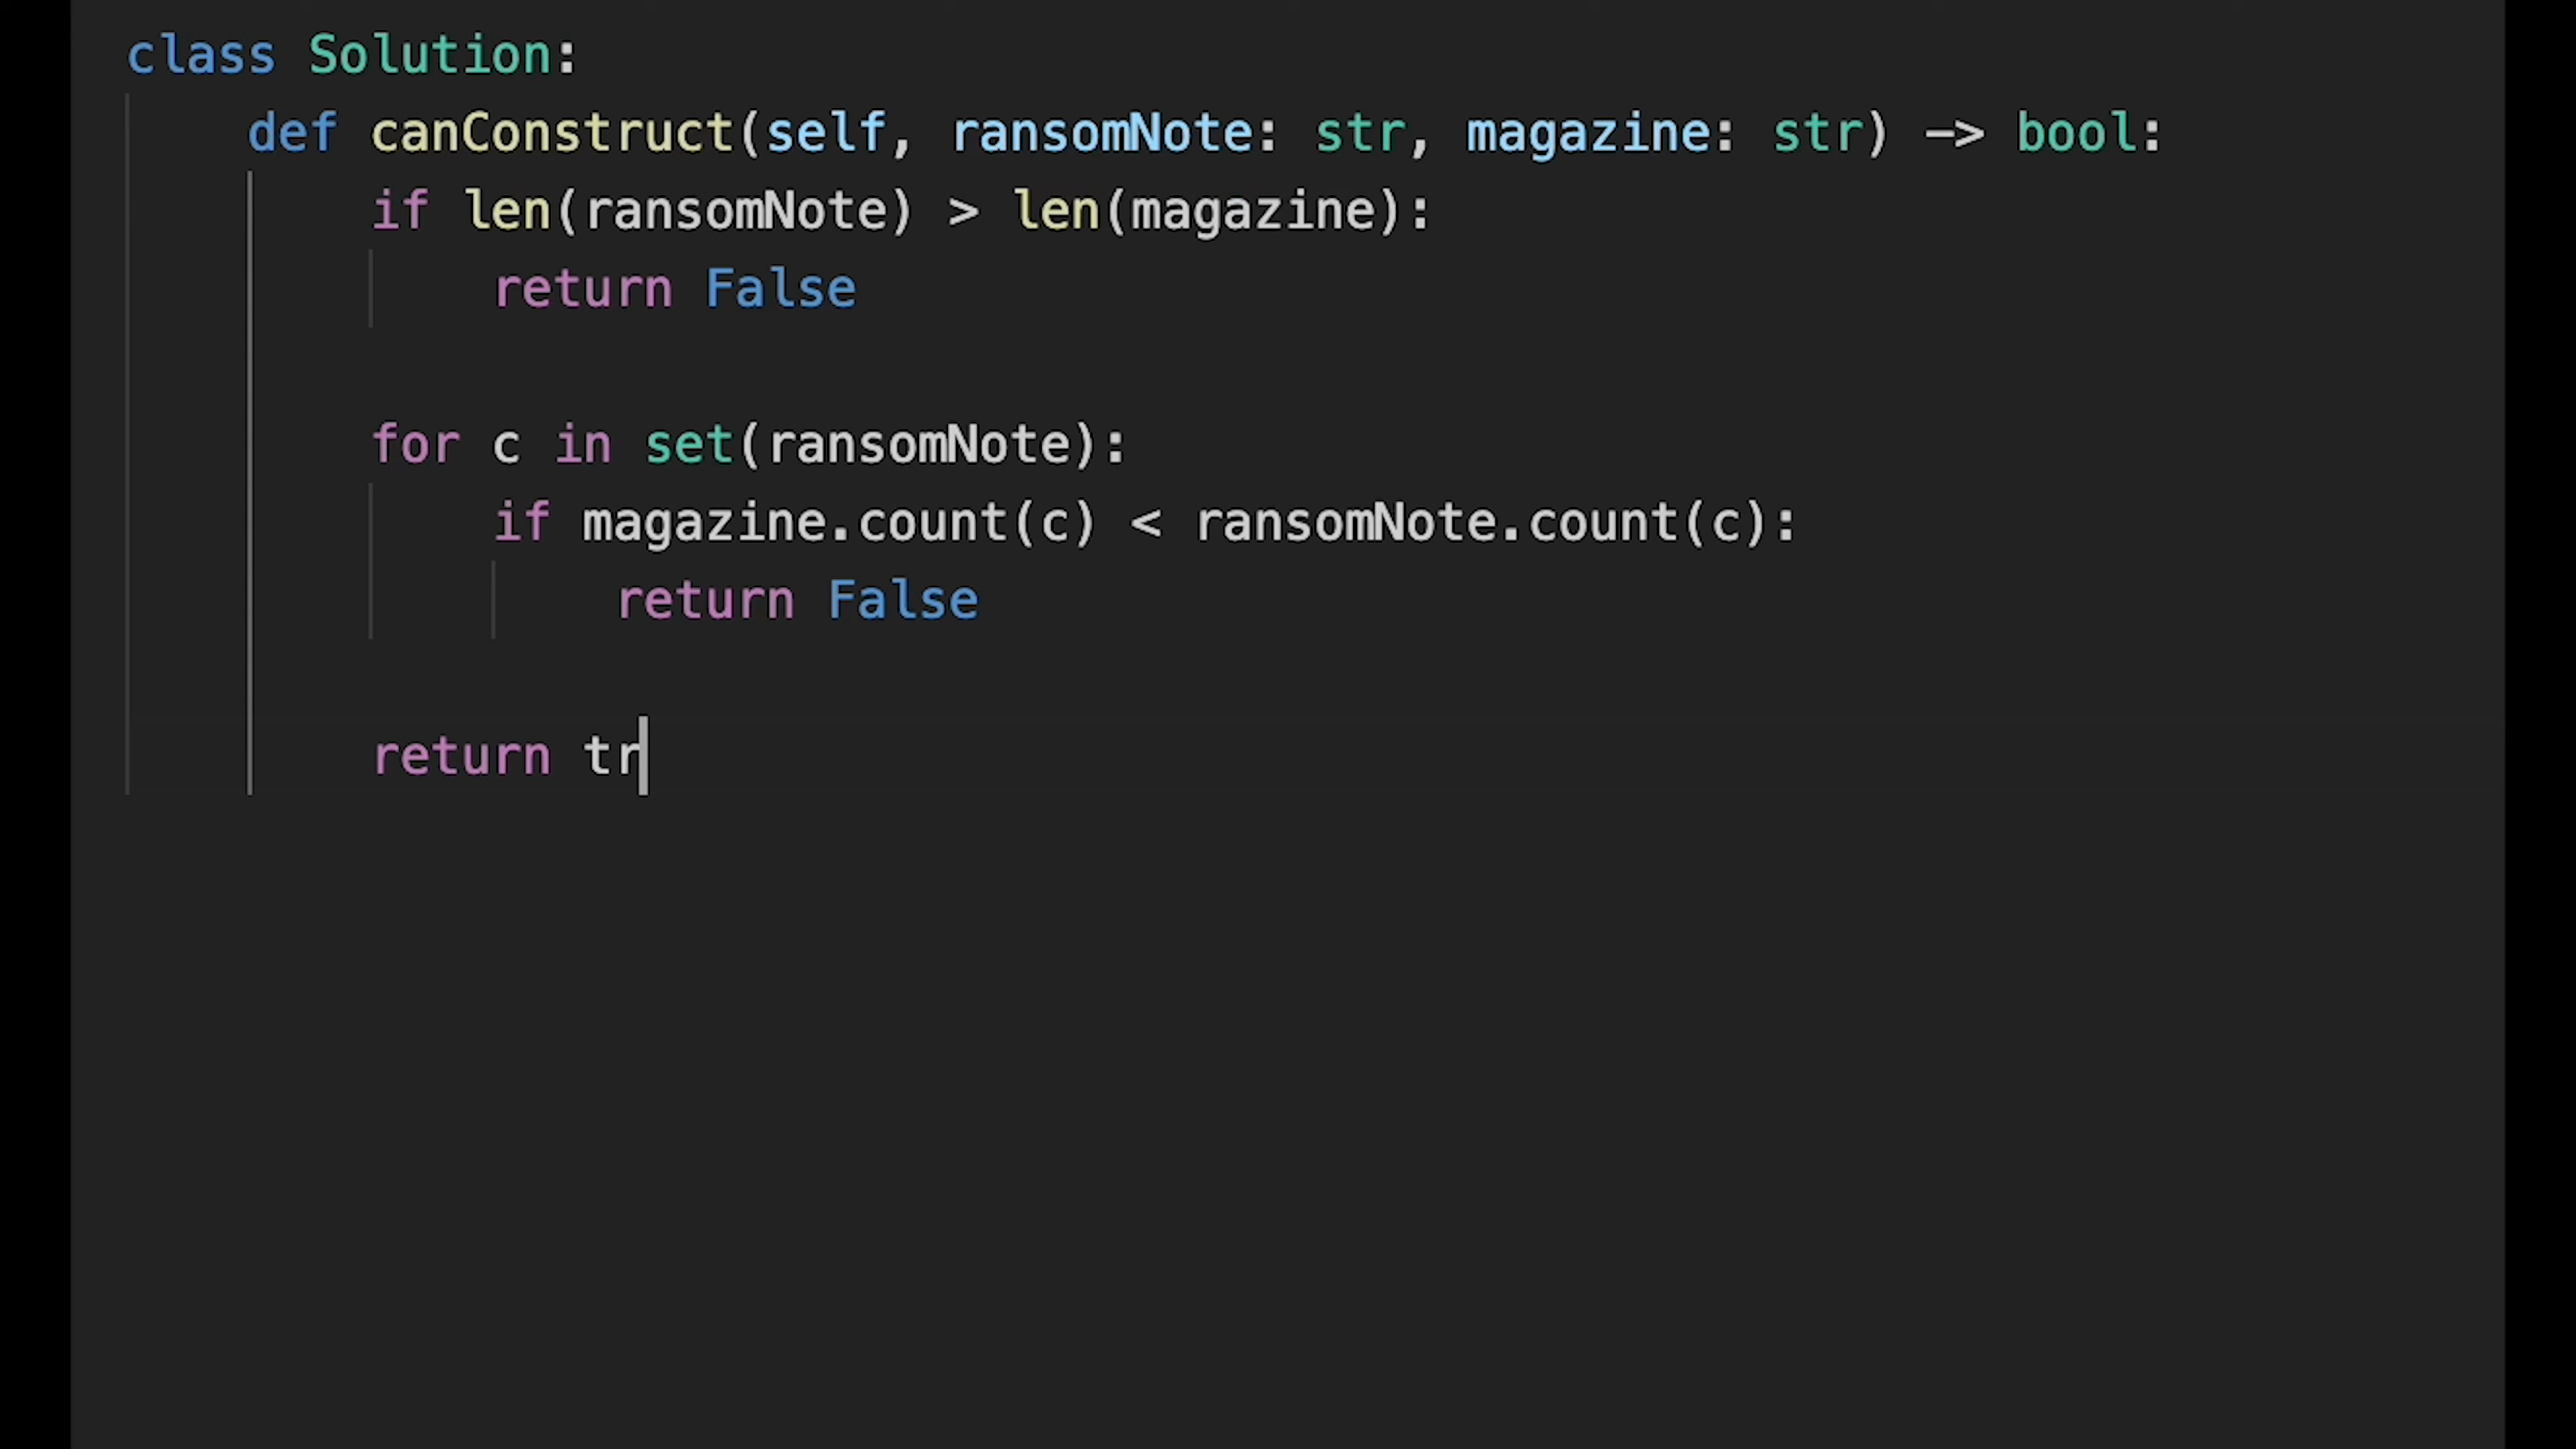 class Solution:
    def canConstruct(self, ransomNote: str, magazine: str) -> bool:
        if len(ransomNote) > len(magazine):
            return False

        for c in set(ransomNote):
            if magazine.count(c) < ransomNote.count(c):
                return False

        return tr